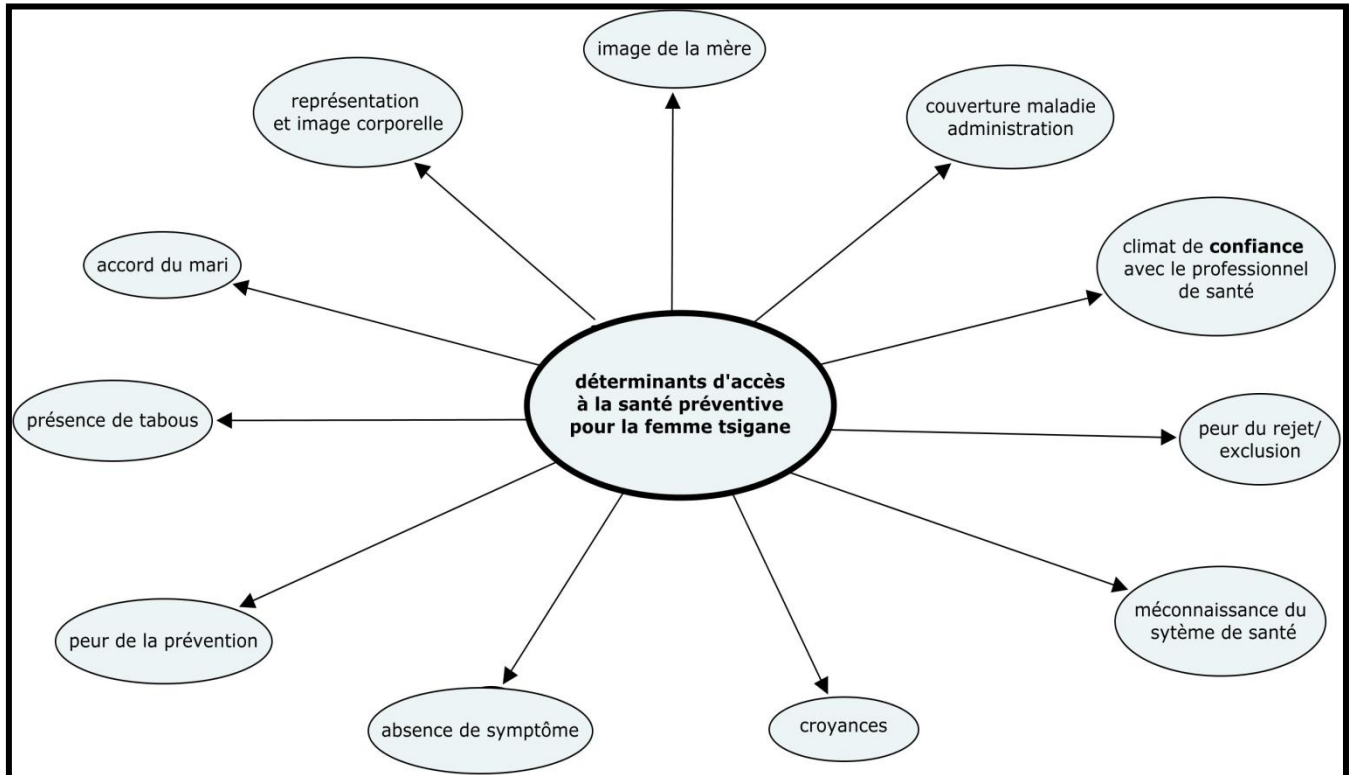 image de la mère
représentation
et image corporelle
couverture maladie
administration
accord du mari
climat de confiance
avec le professionnel
de santé
déterminants d'accès
à la santé préventive
pour la femme tsigane
présence de tabous
peur du rejet/
exclusion
peur de la prévention
méconnaissance du
sytème de santé
absence de symptôme
croyances